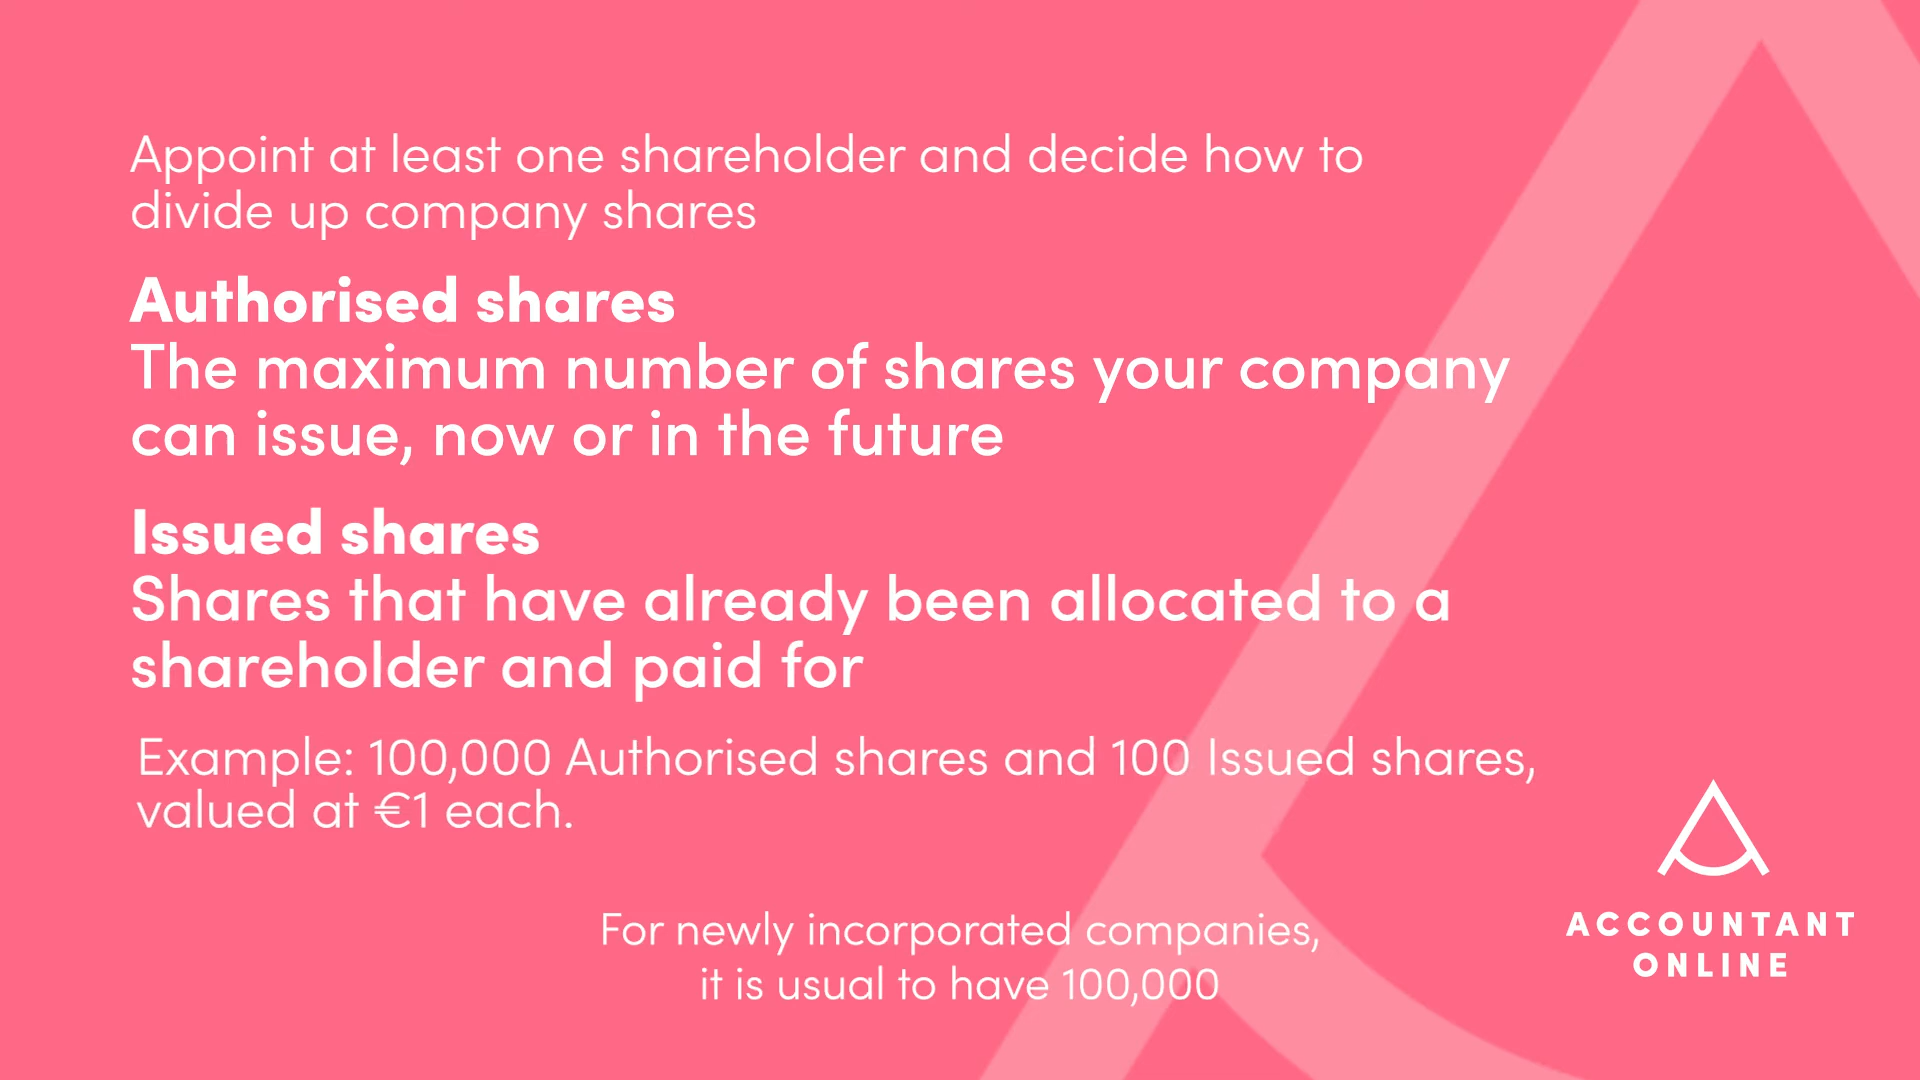 Appoint at least one shareholder and decide how to
divide up company shares
Authorised shares
The maximum number of shares your company
can issue, now or in the future
Issued shares
Shares that have already been allocated to a
shareholder and paid for
Example: 100,000 Authorised shares and 100 Issued shares,
valued at €1 each.
For newly incorporated companies,
it is usual to have 100,000
ACCOUNTANT
ONLINE